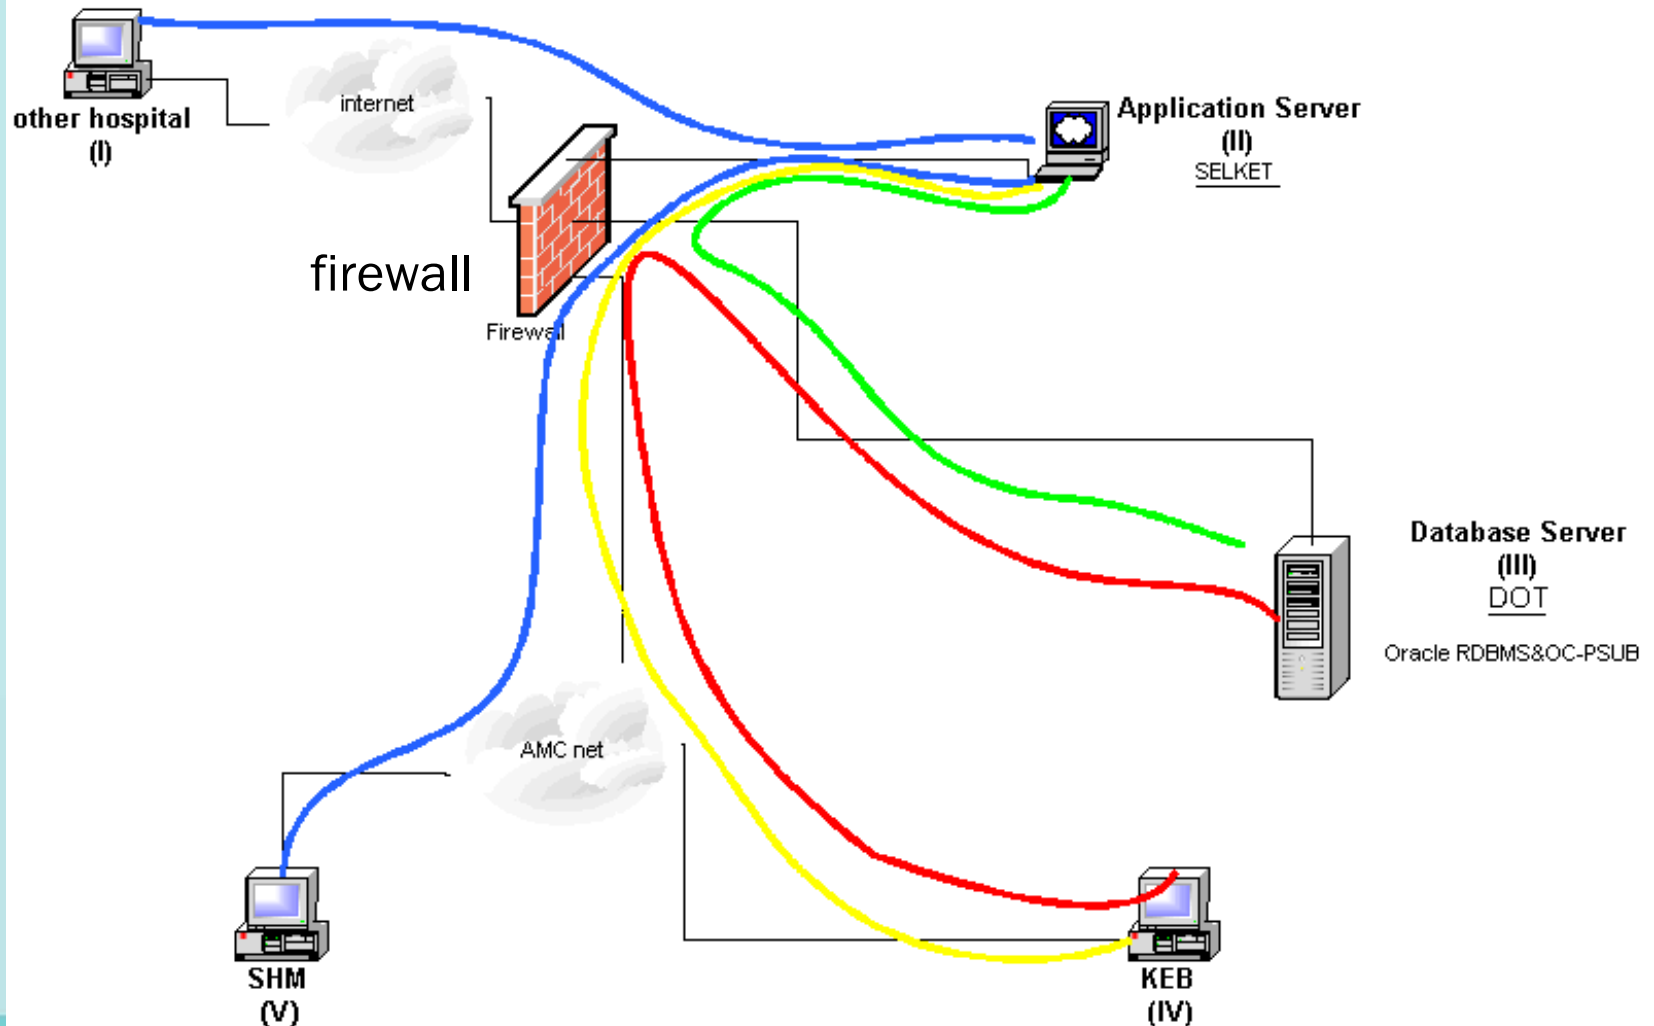 other hospital
(I)
internet
Application Server
(II)
SELKET
firewall
Firewall
Database Server
(III)
DOT
Oracle RDBMS&OC-PSUB
AMC net
SHM
(V)
KEB
(IV)